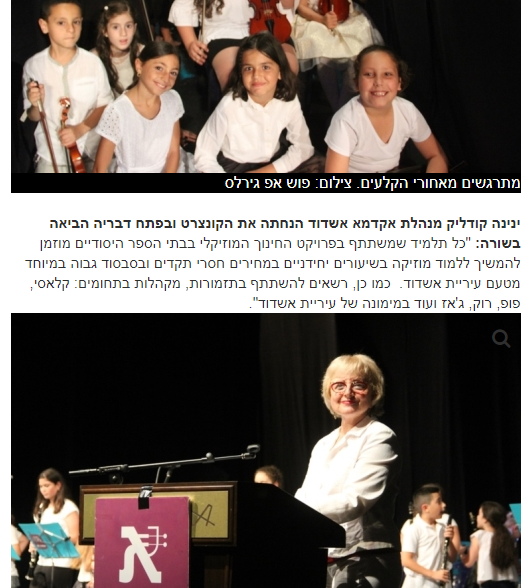 מתרגשים מאחורי הקלעים. צילום: פוש אפ גירלס
ינינה קודליק מנהלת אקדמא אשדוד הנחתה את הקונצרט ובפתח דבריה הביאה
בשורה: "כל תלמיד שמשתתף בפרויקט החינוך המוזיקלי בבתי הספר היסודיים מוזמן
להמשיך ללמוד מוזיקה בשיעורים יחידניים במחירים חסרי תקדים ובסבסוד גבוה במיוחד
מטעם עיריית אשדוד.  כמו כן, רשאים להשתתף בתזמורות, מקהלות בתחומים: קלאסי,
פופ, רוק, ג'אז ועוד במימונה של עיריית אשדוד".